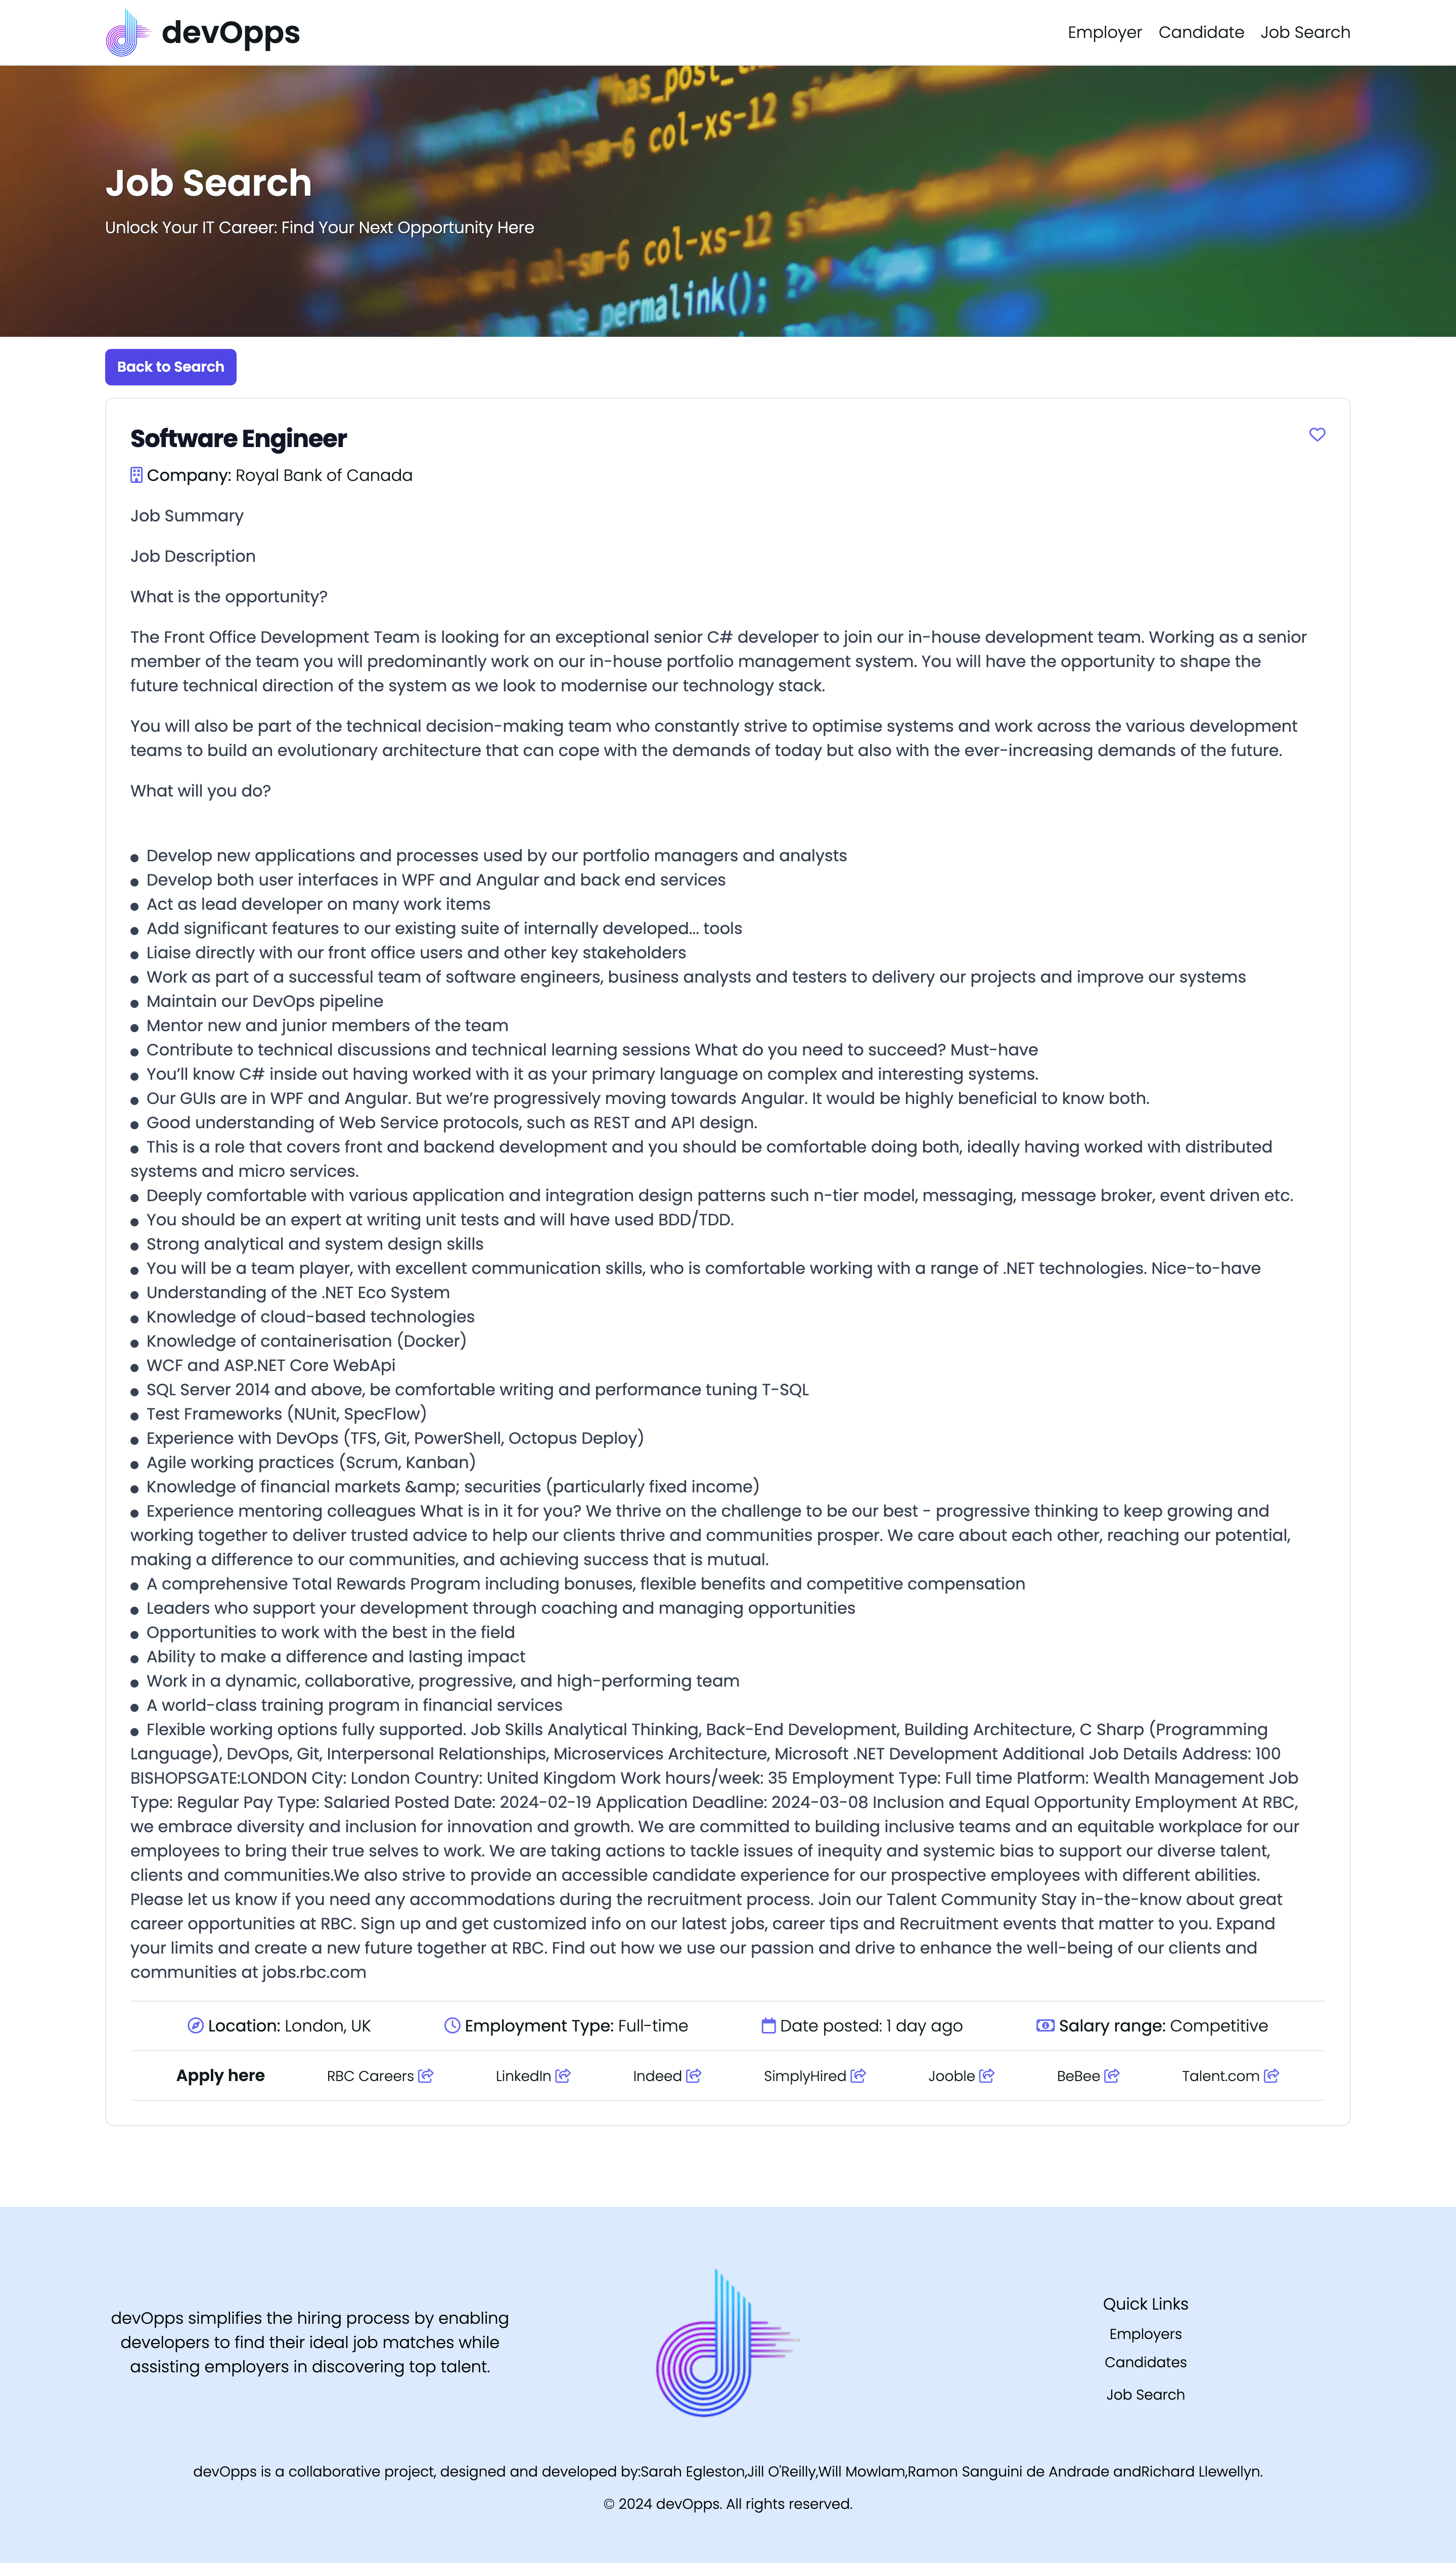 devOpps
Employer Candidate Job Search
"has_post_
col-sm-6 col-xs-12
Job Search
Unlock Your IT Career: Find Your Next Opportunity Here
col-sm-6 col-xs-12
_permalink(); ?>
Back to Search
Software Engineer
Company: Royal Bank of Canada
Job Summary
Job Description
What is the opportunity?
The Front Office Development Team is looking for an exceptional senior C# developer to join our in-house development team. Working as a senior
member of the team you will predominantly work on our in-house portfolio management system. You will have the opportunity to shape the
future technical direction of the system as we look to modernise our technology stack.
You will also be part of the technical decision-making team who constantly strive to optimise systems and work across the various development
teams to build an evolutionary architecture that can cope with the demands of today but also with the ever-increasing demands of the future.
What will you do?
● Develop new applications and processes used by our portfolio managers and analysts
● Develop both user interfaces in WPF and Angular and back end services
● Act as lead developer on many work items
● Add significant features to our existing suite of internally developed... tools
● Liaise directly with our front office users and other key stakeholders
● Work as part of a successful team of software engineers, business analysts and testers to delivery our projects and improve our systems
● Maintain our DevOps pipeline
● Mentor new and junior members of the team
● Contribute to technical discussions and technical learning sessions What do you need to succeed? Must-have
● You’ll know C# inside out having worked with it as your primary language on complex and interesting systems.
● Our GUIs are in WPF and Angular. But we’re progressively moving towards Angular. It would be highly beneficial to know both.
● Good understanding of Web Service protocols, such as REST and API design.
● This is a role that covers front and backend development and you should be comfortable doing both, ideally having worked with distributed
systems and micro services.
● Deeply comfortable with various application and integration design patterns such n-tier model, messaging, message broker, event driven etc.
● You should be an expert at writing unit tests and will have used BDD/TDD.
● Strong analytical and system design skills
● You will be a team player, with excellent communication skills, who is comfortable working with a range of .NET technologies. Nice-to-have
● Understanding of the .NET Eco System
● Knowledge of cloud-based technologies
● Knowledge of containerisation (Docker)
● WCF and ASP.NET Core WebApi
● SQL Server 2014 and above, be comfortable writing and performance tuning T-SQL
● Test Frameworks (NUnit, SpecFlow)
● Experience with DevOps (TFS, Git, PowerShell, Octopus Deploy)
● Agile working practices (Scrum, Kanban)
● Knowledge of financial markets &amp; securities (particularly fixed income)
● Experience mentoring colleagues What is in it for you? We thrive on the challenge to be our best - progressive thinking to keep growing and
working together to deliver trusted advice to help our clients thrive and communities prosper. We care about each other, reaching our potential,
making a difference to our communities, and achieving success that is mutual.
● A comprehensive Total Rewards Program including bonuses, flexible benefits and competitive compensation
● Leaders who support your development through coaching and managing opportunities
● Opportunities to work with the best in the field
● Ability to make a difference and lasting impact
● Work in a dynamic, collaborative, progressive, and high-performing team
● A world-class training program in financial services
● Flexible working options fully supported. Job Skills Analytical Thinking, Back-End Development, Building Architecture, C Sharp (Programming
Language), DevOps, Git, Interpersonal Relationships, Microservices Architecture, Microsoft .NET Development Additional Job Details Address: 100
BISHOPSGATE:LONDON City: London Country: United Kingdom Work hours/week: 35 Employment Type: Full time Platform: Wealth Management Job
Type: Regular Pay Type: Salaried Posted Date: 2024-02-19 Application Deadline: 2024-03-08 Inclusion and Equal Opportunity Employment At RBC,
we embrace diversity and inclusion for innovation and growth. We are committed to building inclusive teams and an equitable workplace for our
employees to bring their true selves to work. We are taking actions to tackle issues of inequity and systemic bias to support our diverse talent,
clients and communities.We also strive to provide an accessible candidate experience for our prospective employees with different abilities.
Please let us know if you need any accommodations during the recruitment process. Join our Talent Community Stay in-the-know about great
career opportunities at RBC. Sign up and get customized info on our latest jobs, career tips and Recruitment events that matter to you. Expand
your limits and create a new future together at RBC. Find out how we use our passion and drive to enhance the well-being of our clients and
communities at jobs.rbc.com
Location: London, UK Employment Type: Full-time Date posted: 1 day ago Salary range: Competitive
Apply here RBC Careers LinkedIn Indeed SimplyHired Jooble BeBee Talent.com
devOpps simplifies the hiring process by enabling
developers to find their ideal job matches while
assisting employers in discovering top talent.
Quick Links
Employers
Candidates
Job Search
devOpps is a collaborative project, designed and developed by:Sarah Egleston,Jill O'Reilly,Will Mowlam,Ramon Sanguini de Andrade andRichard Llewellyn.
© 2024 devOpps. All rights reserved.